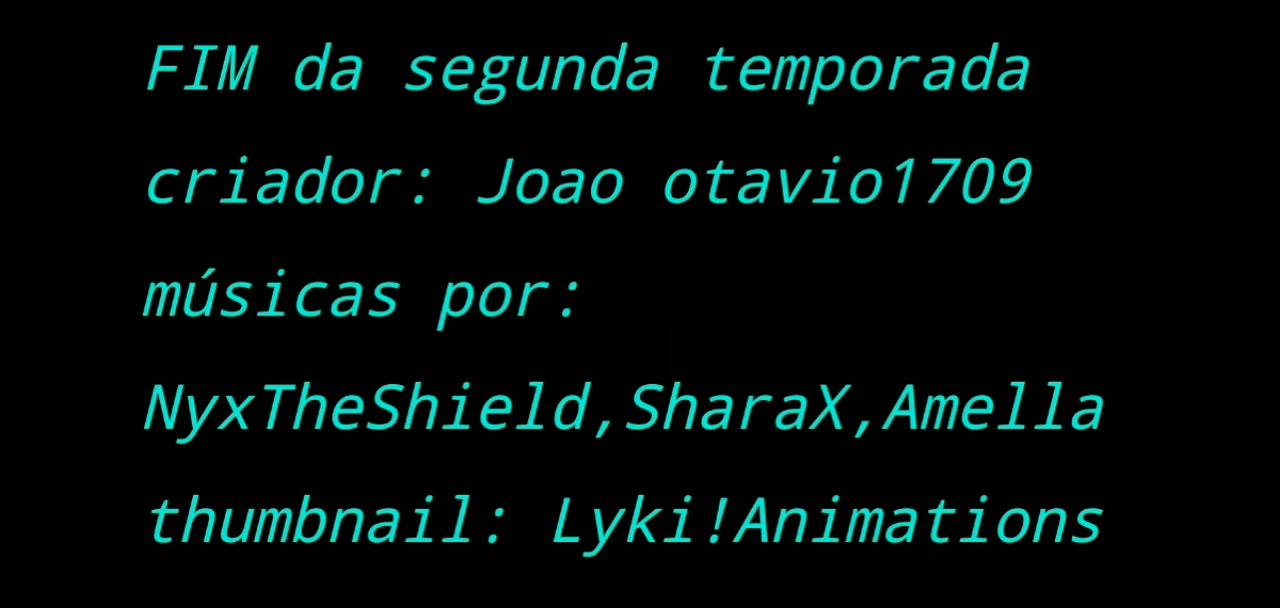 FIM da segunda temporada
criador: Joao otavio1709
músicas por:
NyxTheShield,SharaX,Amella
thumbnail: Lyki!Animations